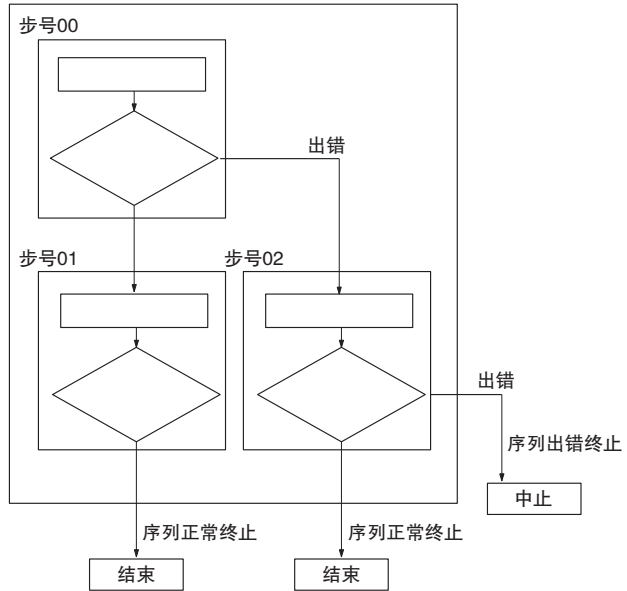 步号00
出错
步号01
步号02
出错
序列出错终止
中止
序列正常终止
序列正常终止
结束
结束